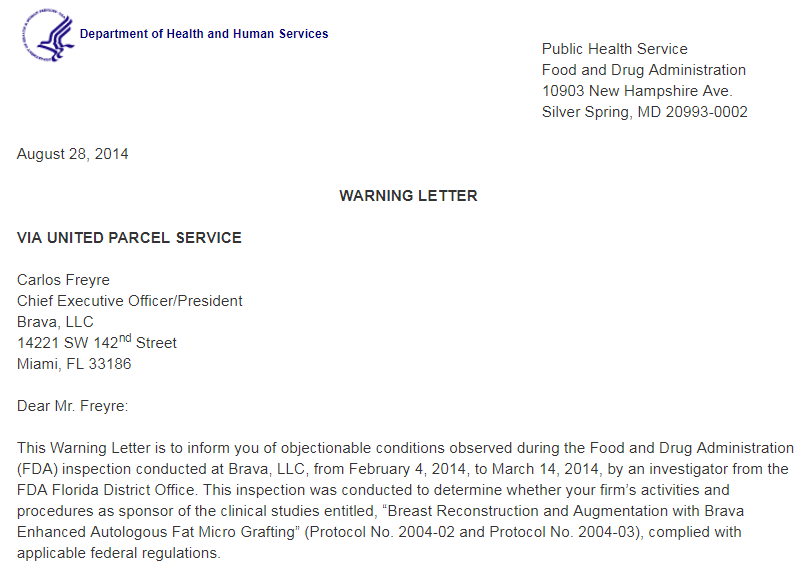 Department of Health and Human Services
Public Health Service
Food and Drug Administration
10903 New Hampshire Ave.
Silver Spring, MD 20993-0002
August 28, 2014
WARNING LETTER
VIA UNITED PARCEL SERVICE
Carlos Freyre
Chief Executive Officer/President
Brava, LLC
14221 SW 142nd Street
Miami, FL 33186
Dear Mr. Freyre:
This Warning Letter is to inform you of objectionable conditions observed during the Food and Drug Administration
(FDA) inspection conducted at Brava, LLC, from February 4, 2014, to March 14, 2014, by an investigator from the
FDA Florida District Office. This inspection was conducted to determine whether your firm’s activities and
procedures as sponsor of the clinical studies entitled, “Breast Reconstruction and Augmentation with Brava
Enhanced Autologous Fat Micro Grafting” (Protocol No. 2004-02 and Protocol No. 2004-03), complied with
applicable federal regulations.